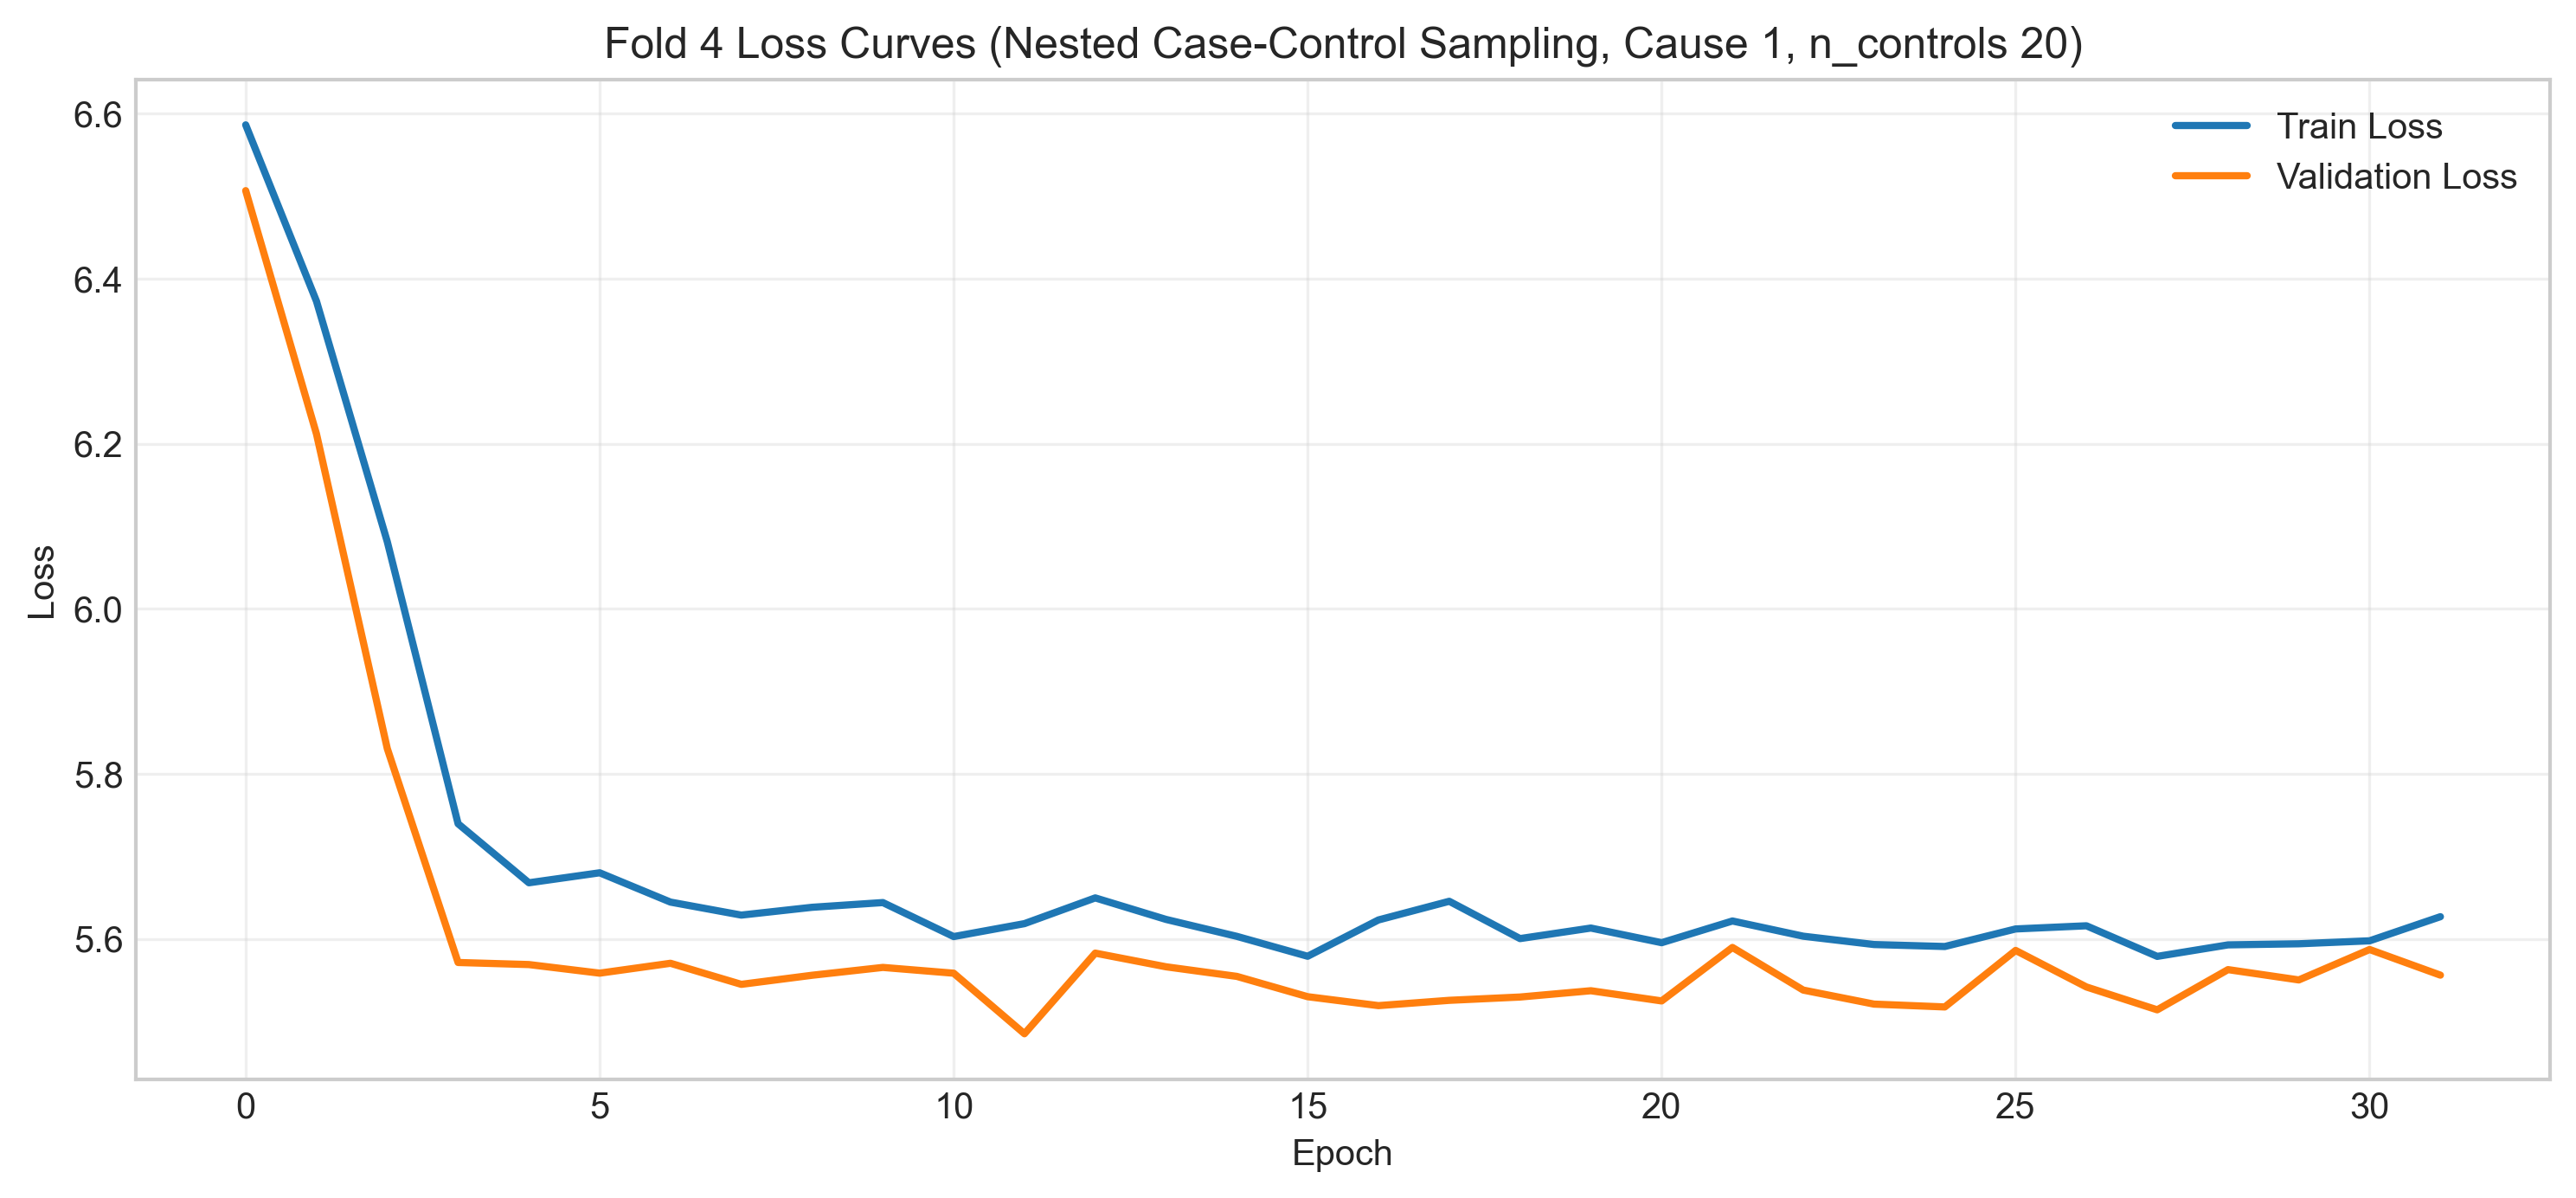 Fold 4 Loss Curves (Nested Case-Control Sampling, Cause 1, n_controls 20)
Train Loss
Validation Loss
Loss
6.6
6.4
6.2
6.0
5.8
5.6
0 5 10 15 20 25 30
Epoch